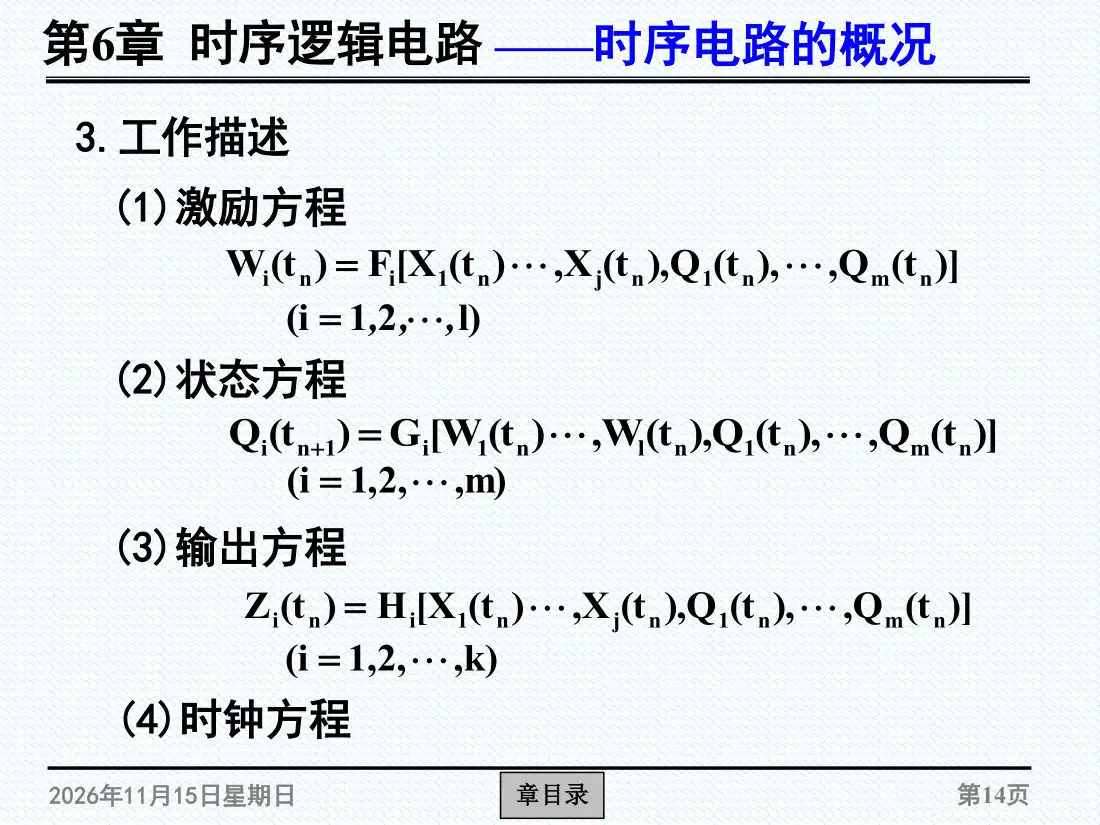 第6章 时序逻辑电路 ——时序电路的概况
3.工作描述
(1)激励方程
Wi(tn) = Fi[X1(tn)⋯,Xj(tn),Q1(tn),⋯,Qm(tn)]
(i = 1,2,⋯,l)
(2)状态方程
Qi(tn+1) = Gi[W1(tn)⋯,Wl(tn),Q1(tn),⋯,Qm(tn)]
(i = 1,2,⋯,m)
(3)输出方程
Zi(tn) = Hi[X1(tn)⋯,Xj(tn),Q1(tn),⋯,Qm(tn)]
(i = 1,2,⋯,k)
(4)时钟方程
2026年11月15日星期日 章目录 第14页